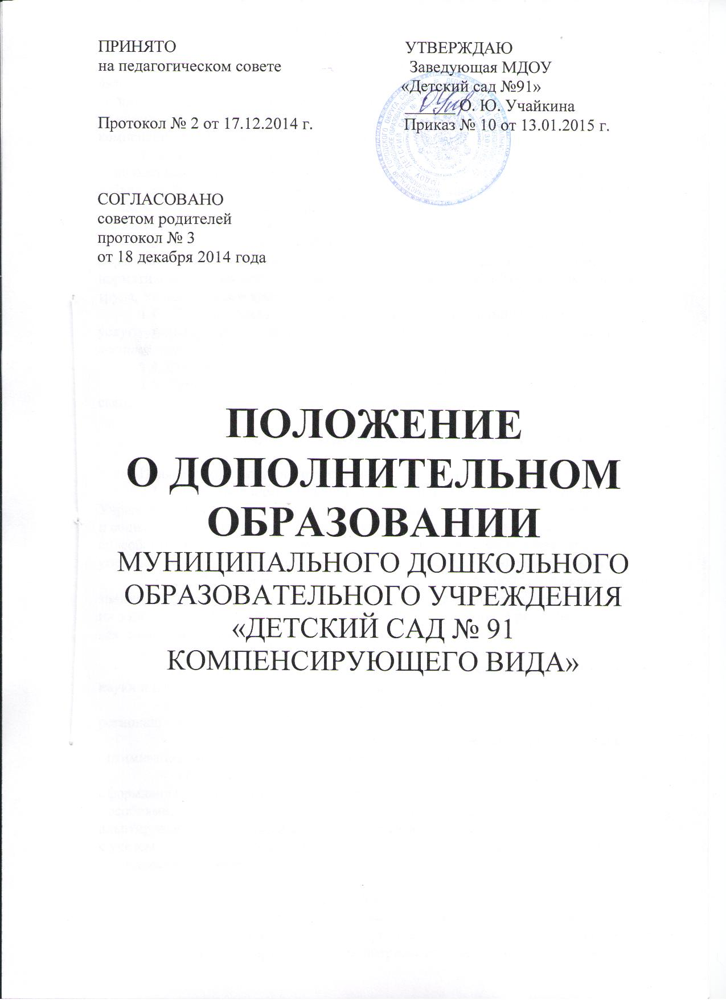 ПРИНЯТО
на педагогическом совете
Протокол № 2 от 17.12.2014 г.
УТВЕРЖДАЮ
Заведующая МДОУ
«Детский сад №91»
______ О. Ю. Учайкина
Приказ № 10 от 13.01.2015 г.
СОГЛАСОВАНО
советом родителей
протокол № 3
от 18 декабря 2014 года
ПОЛОЖЕНИЕ
О ДОПОЛНИТЕЛЬНОМ
ОБРАЗОВАНИИ
МУНИЦИПАЛЬНОГО ДОШКОЛЬНОГО
ОБРАЗОВАТЕЛЬНОГО УЧРЕЖДЕНИЯ
«ДЕТСКИЙ САД № 91
КОМПЕНСИРУЮЩЕГО ВИДА»